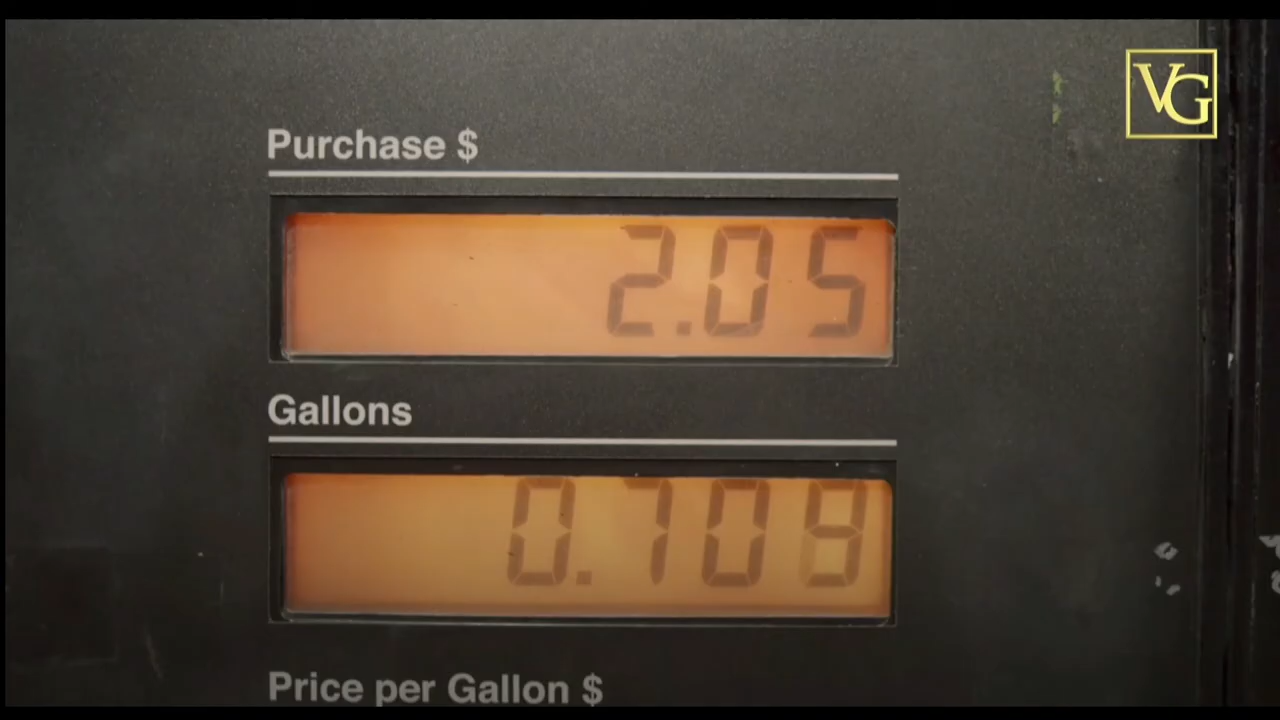 VG
Purchase $
2.05
Gallons
0.708
Price per Gallon $